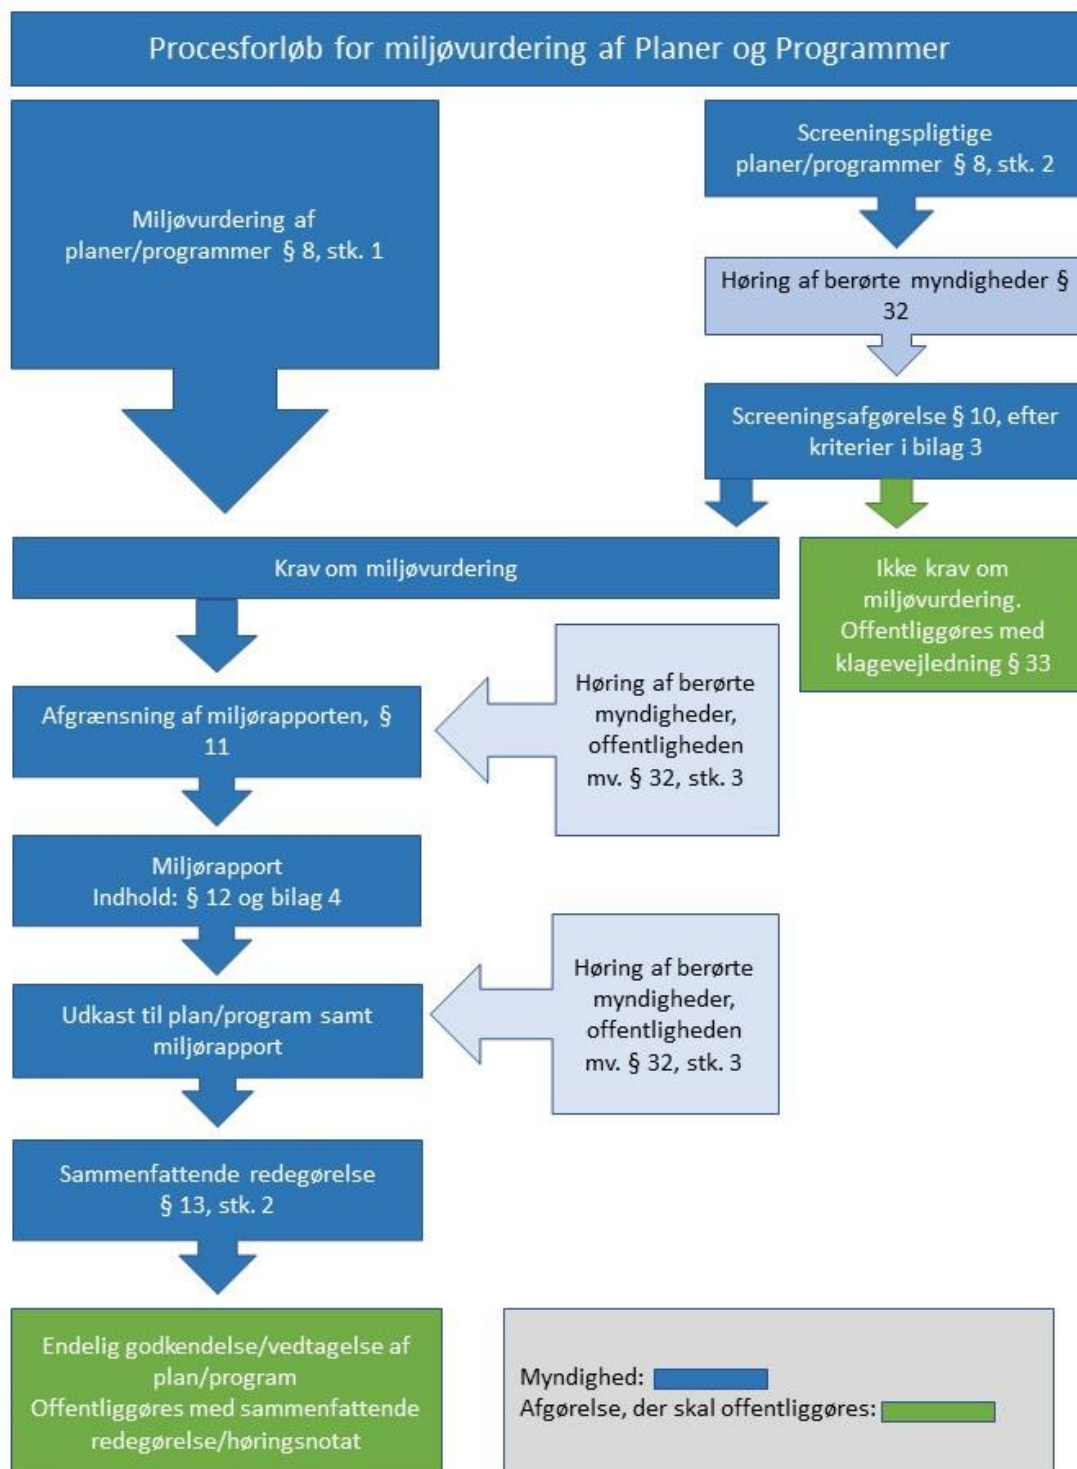 Procesforløb for miljøvurdering af Planer og Programmer
Miljøvurdering af
planer/programmer § 8, stk. 1
Screeningspligtige
planer/programmer § 8, stk. 2
Høring af berørte myndigheder §
32
Screeningsafgørelse § 10, efter
kriterier i bilag 3
Krav om miljøvurdering
Ikke krav om
miljøvurdering.
Offentliggøres med
klagevejledning § 33
Afgrænsning af miljørapporten, §
11
Høring af berørte
myndigheder,
offentligheden
mv. § 32, stk. 3
Miljørapport
Indhold: § 12 og bilag 4
Udkast til plan/program samt
miljørapport
Høring af berørte
myndigheder,
offentligheden
mv. § 32, stk. 3
Sammenfattende redegørelse
§ 13, stk. 2
Endelig godkendelse/vedtagelse af
plan/program
Offentliggøres med sammenfattende
redegørelse/høringsnotat
Myndighed:
Afgørelse, der skal offentliggøres: